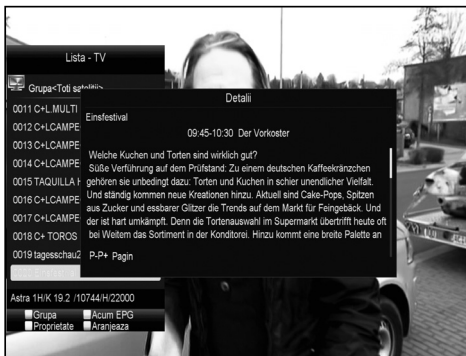 Lista - TV
Grupa<Toti satelitii>
0011 C+L.MULTI
0012 C+LCAMPE
0013 C+LCAMPE
0014 C+LCAMPE
0015 TAQUILLA
0016 C+LCAMPE
0017 C+LCAMPE
0018 C+ TOROS
0019 tagesschau2
Astra 1H/K 19.2 /10744/H/22000
Grupa
Acum EPG
Proprietate
Aranjeaza
Detalii
Einsfestival
09:45-10:30 Der Vorkoster
Welche Kuchen und Torten sind wirklich gut?
Süße Verführung auf dem Prüfstand: Zu einem deutschen Kaffeekränzchen
gehören sie unbedingt dazu: Torten und Kuchen in schier unendlicher Vielfalt.
Und ständig kommen neue Kreationen hinzu. Aktuell sind Cake-Pops, Spitzen
aus Zucker und essbarer Glitzer die Trends auf dem Markt für Feingebäck. Und
der ist hart umkämpft. Denn die Tortenauswahl im Supermarkt übertrifft heute oft
bei Weitem das Sortiment in der Konditorei. Hinzu kommt eine breite Palette an
P-P+ Pagin